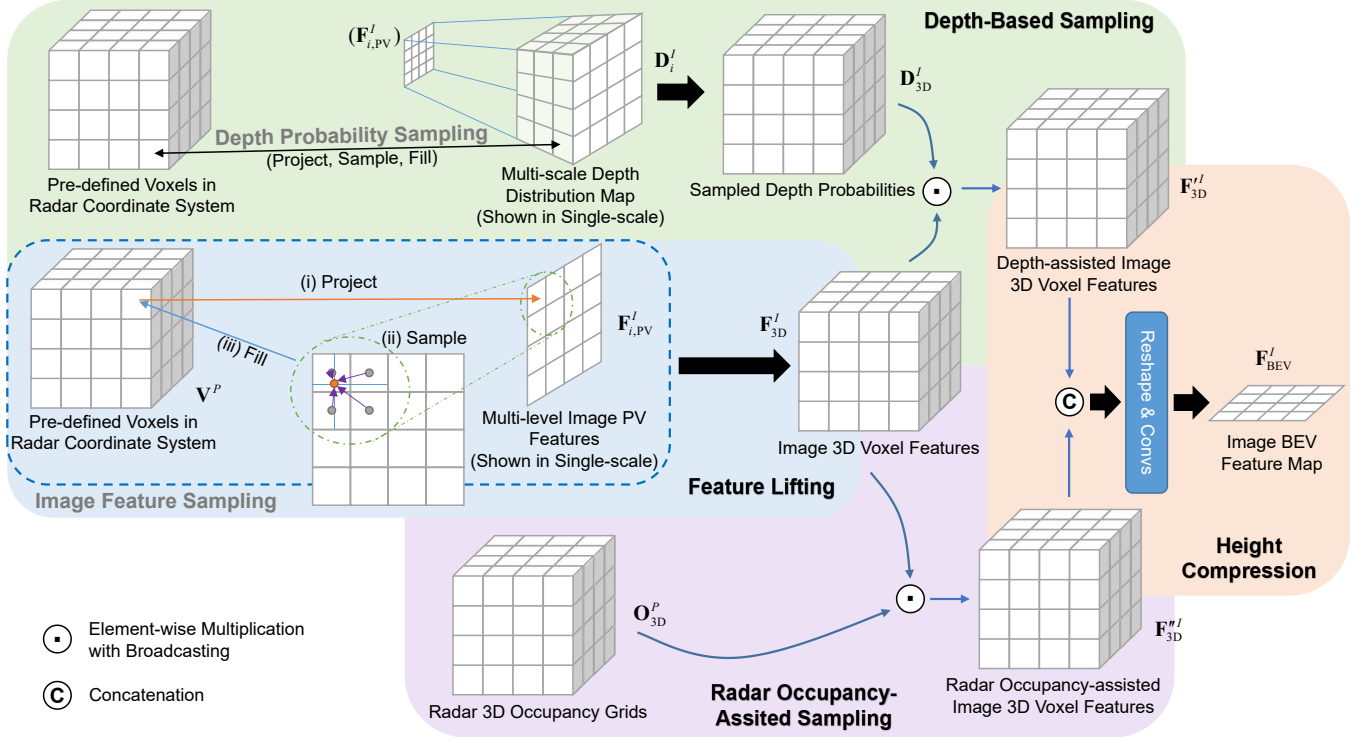 Depth-Based Sampling
(F^I_{i,PV})
D^I_i
D^I_{3D}
Depth Probability Sampling
(Project, Sample, Fill)
Pre-defined Voxels in
Radar Coordinate System
Multi-scale Depth
Distribution Map
(Shown in Single-scale)
Sampled Depth Probabilities
F'^I_{3D}
Depth-assisted Image
3D Voxel Features
(i) Project
(ii) Sample
(iii) Fill
V^P
F^I_{i,PV}
F^I_{3D}
Pre-defined Voxels in
Radar Coordinate System
Multi-level Image PV
Features
(Shown in Single-scale)
Image 3D Voxel Features
Image Feature Sampling
Feature Lifting
C
Reshape & Convs
F^I_{BEV}
Image BEV
Feature Map
Height
Compression
O^P_{3D}
F''^I_{3D}
Radar 3D Occupancy Grids
Radar Occupancy-
Assited Sampling
Radar Occupancy-assisted
Image 3D Voxel Features
Element-wise Multiplication
with Broadcasting
C
Concatenation